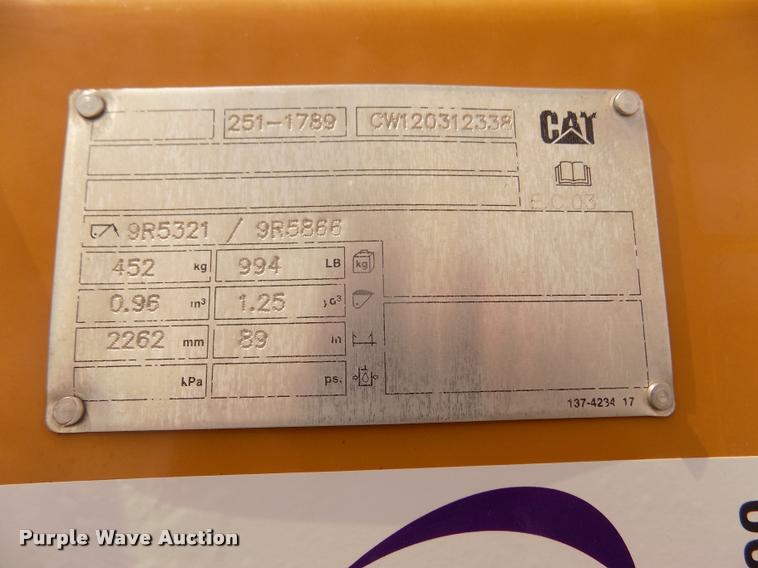 251-1789 CW120312338 CAT
E.C.03
9R5321 / 9R5866
452 kg 994 LB kg
0.96 m³ 1.25 yd³
2262 mm 89 in
kPa psi
137-4234 17
Purple Wave Auction